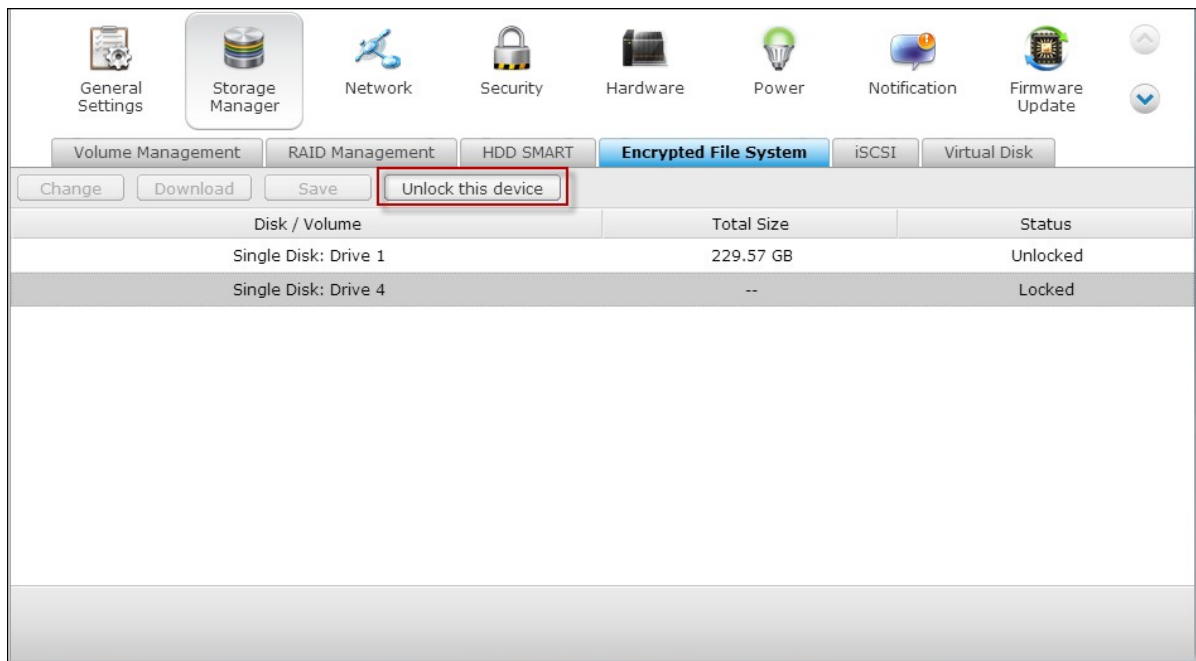 General Settings
Storage Manager
Network
Security
Hardware
Power
Notification
Firmware Update
Volume Management
RAID Management
HDD SMART
Encrypted File System
iSCSI
Virtual Disk
Change
Download
Save
Unlock this device
Disk / Volume Total Size Status
Single Disk: Drive 1 229.57 GB Unlocked
Single Disk: Drive 4 -- Locked